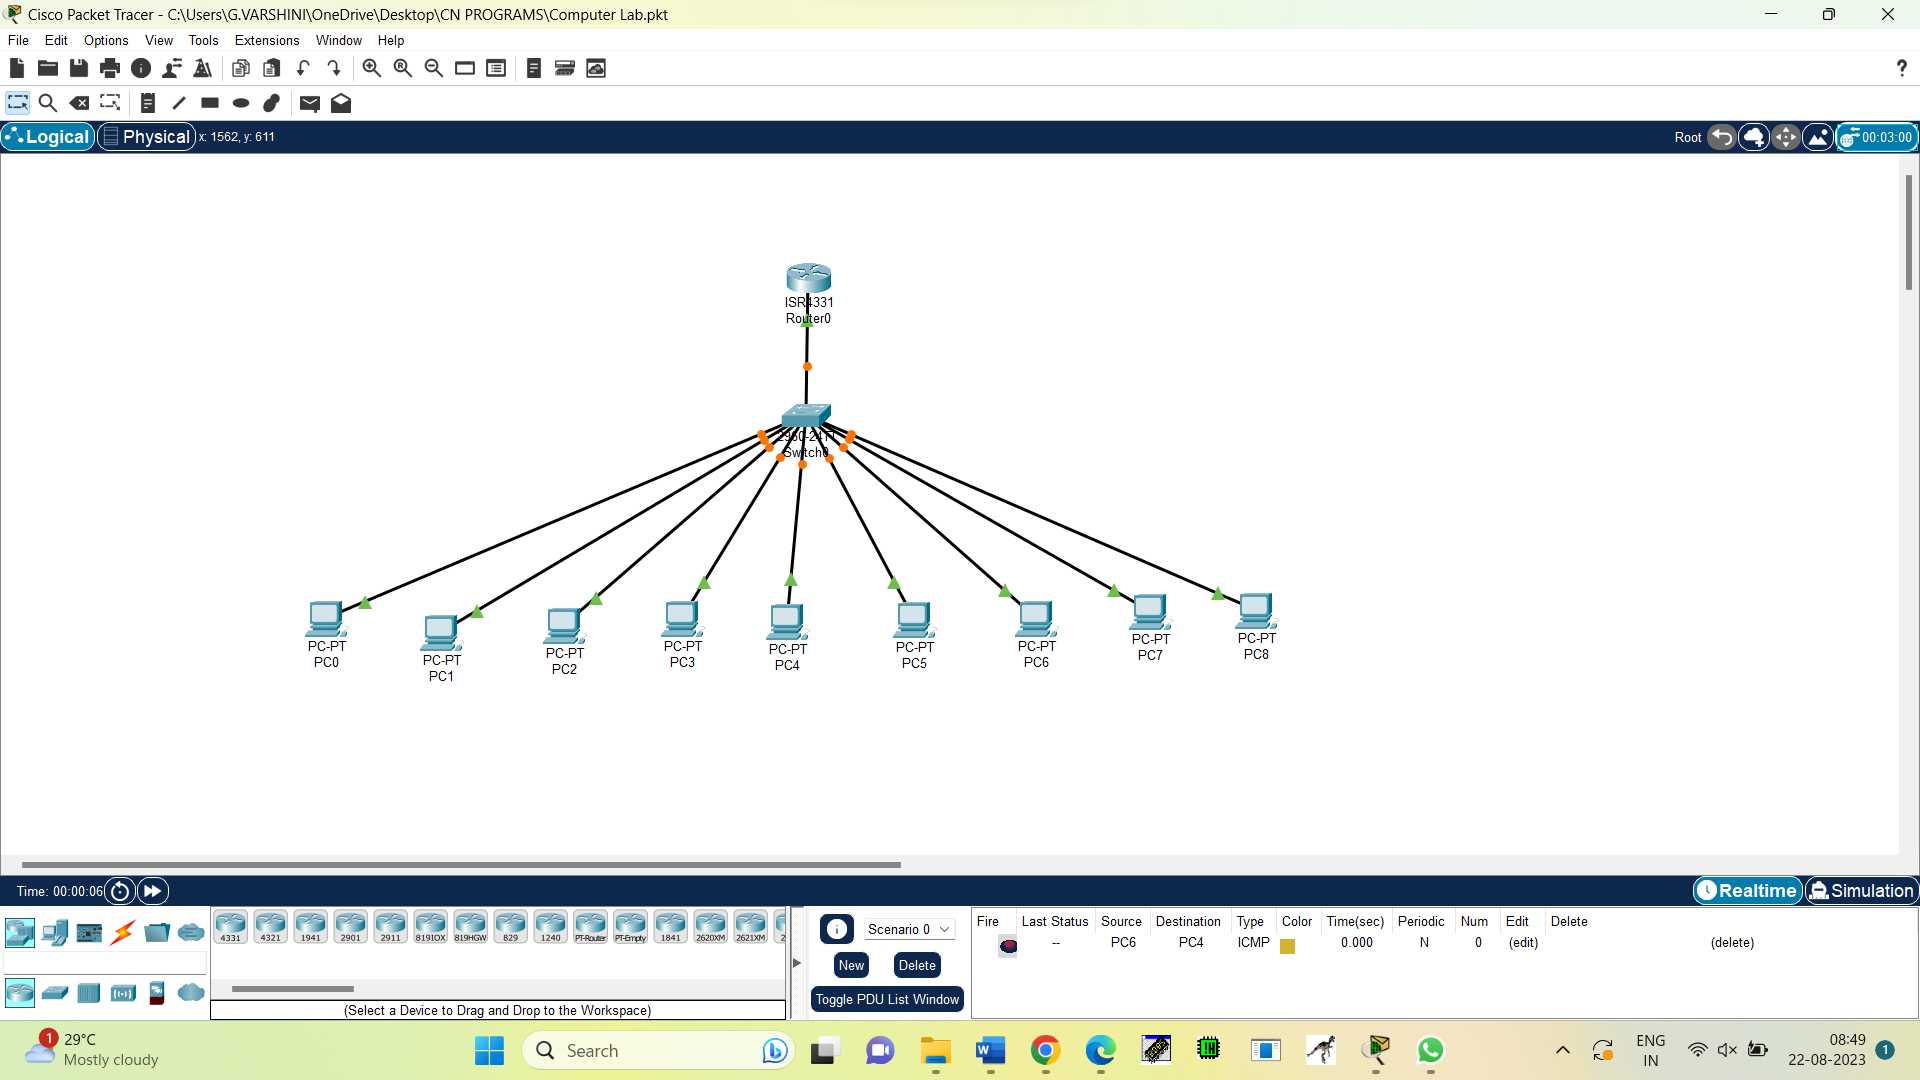 Cisco Packet Tracer - C:\Users\G.VARSHINI\OneDrive\Desktop\CN PROGRAMS\Computer Lab.pkt
File Edit Options View Tools Extensions Window Help
?
Logical Physical x: 1562, y: 611 Root 00:03:00
ISR4331
Router0
2960-24TT
Switch0
PC-PT
PC0
PC-PT
PC1
PC-PT
PC2
PC-PT
PC3
PC-PT
PC4
PC-PT
PC5
PC-PT
PC6
PC-PT
PC7
PC-PT
PC8
Time: 00:00:06 Realtime Simulation
4331 4321 1941 2901 2911 819IOX 819HGW 829 1240 PT-Router PT-Empty 1841 2620XM 2621XM 2
(Select a Device to Drag and Drop to the Workspace)
Scenario 0
New Delete
Toggle PDU List Window
Fire Last Status Source Destination Type Color Time(sec) Periodic Num Edit Delete
-- PC6 PC4 ICMP 0.000 N 0 (edit) (delete)
1 29°C
Mostly cloudy
Search
ENG
IN
08:49
22-08-2023
1